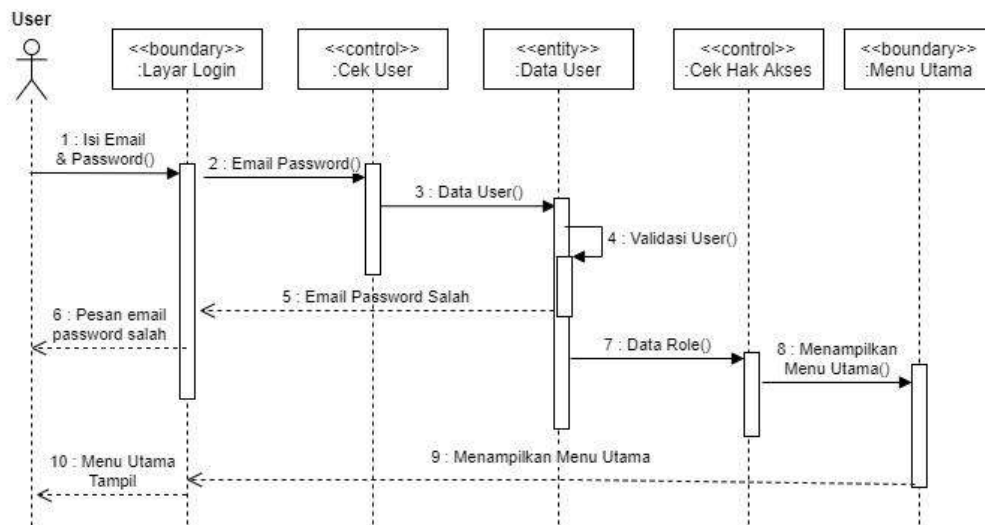 User
<<boundary>>
:Layar Login
<<control>>
:Cek User
<<entity>>
:Data User
<<control>>
:Cek Hak Akses
<<boundary>>
:Menu Utama
1 : Isi Email
& Password()
2 : Email Password()
3 : Data User()
4 : Validasi User()
5 : Email Password Salah
6 : Pesan email
password salah
7 : Data Role()
8 : Menampilkan
Menu Utama()
9 : Menampilkan Menu Utama
10 : Menu Utama
Tampil